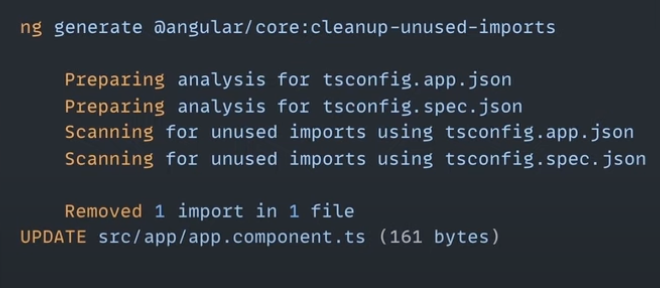 ng generate @angular/core:cleanup-unused-imports
Preparing analysis for tsconfig.app.json
Preparing analysis for tsconfig.spec.json
Scanning for unused imports using tsconfig.app.json
Scanning for unused imports using tsconfig.spec.json
Removed 1 import in 1 file
UPDATE src/app/app.component.ts (161 bytes)